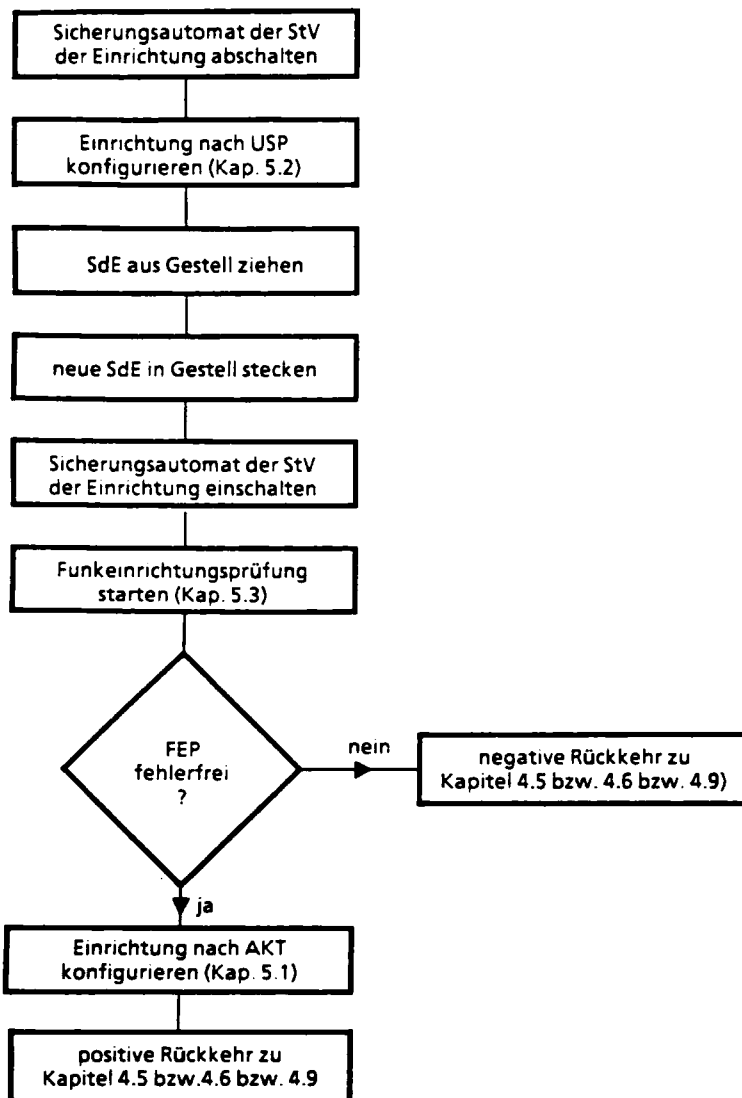 Sicherungsautomat der StV
der Einrichtung abschalten
Einrichtung nach USP
konfigurieren (Kap. 5.2)
SdE aus Gestell ziehen
neue SdE in Gestell stecken
Sicherungsautomat der StV
der Einrichtung einschalten
Funkeinrichtungsprüfung
starten (Kap. 5.3)
FEP
fehlerfrei
?
nein
negative Rückkehr zu
Kapitel 4.5 bzw. 4.6 bzw. 4.9)
ja
Einrichtung nach AKT
konfigurieren (Kap. 5.1)
positive Rückkehr zu
Kapitel 4.5 bzw.4.6 bzw. 4.9